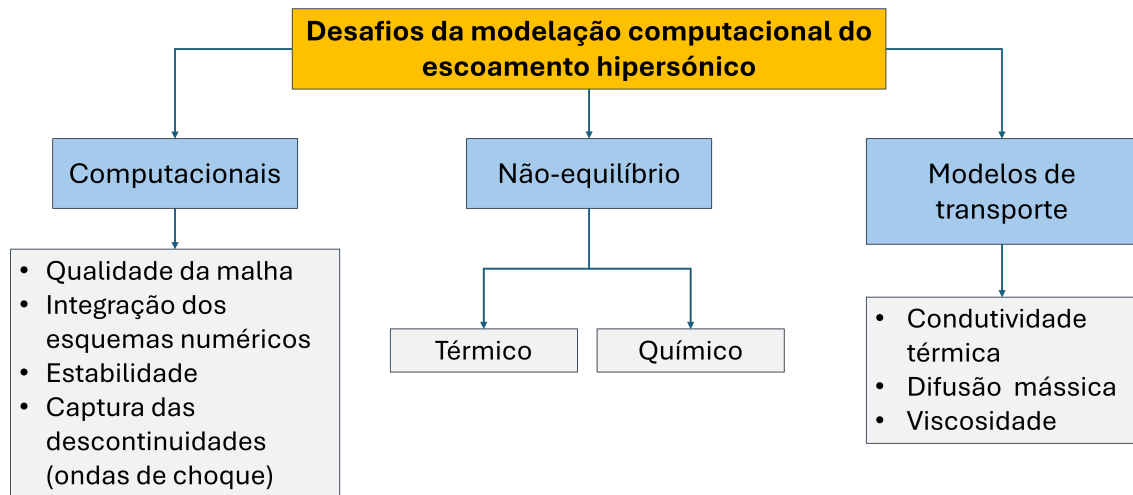 Desafios da modelação computacional do
escoamento hipersónico
Computacionais
Não-equilíbrio
Modelos de
transporte
• Qualidade da malha
• Integração dos
esquemas numéricos
• Estabilidade
• Captura das
descontinuidades
(ondas de choque)
Térmico
Químico
• Condutividade
térmica
• Difusão mássica
• Viscosidade